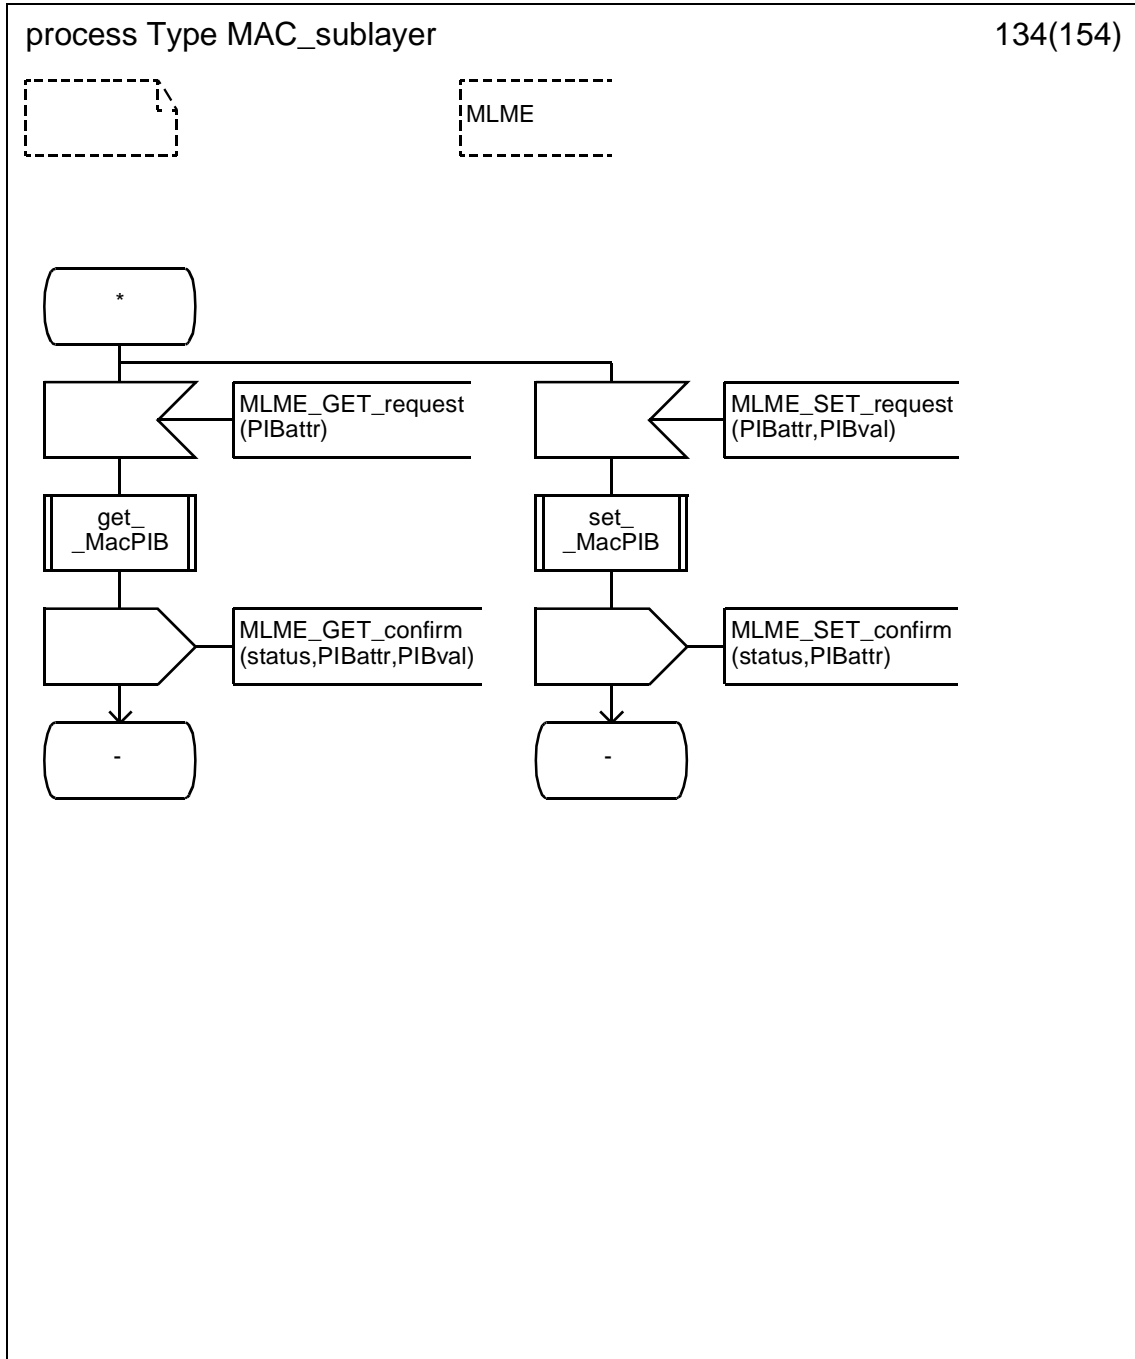 process Type MAC_sublayer
134(154)
MLME
*
MLME_GET_request
(PIBattr)
MLME_SET_request
(PIBattr,PIBval)
get_
_MacPIB
set_
_MacPIB
MLME_GET_confirm
(status,PIBattr,PIBval)
MLME_SET_confirm
(status,PIBattr)
-
-